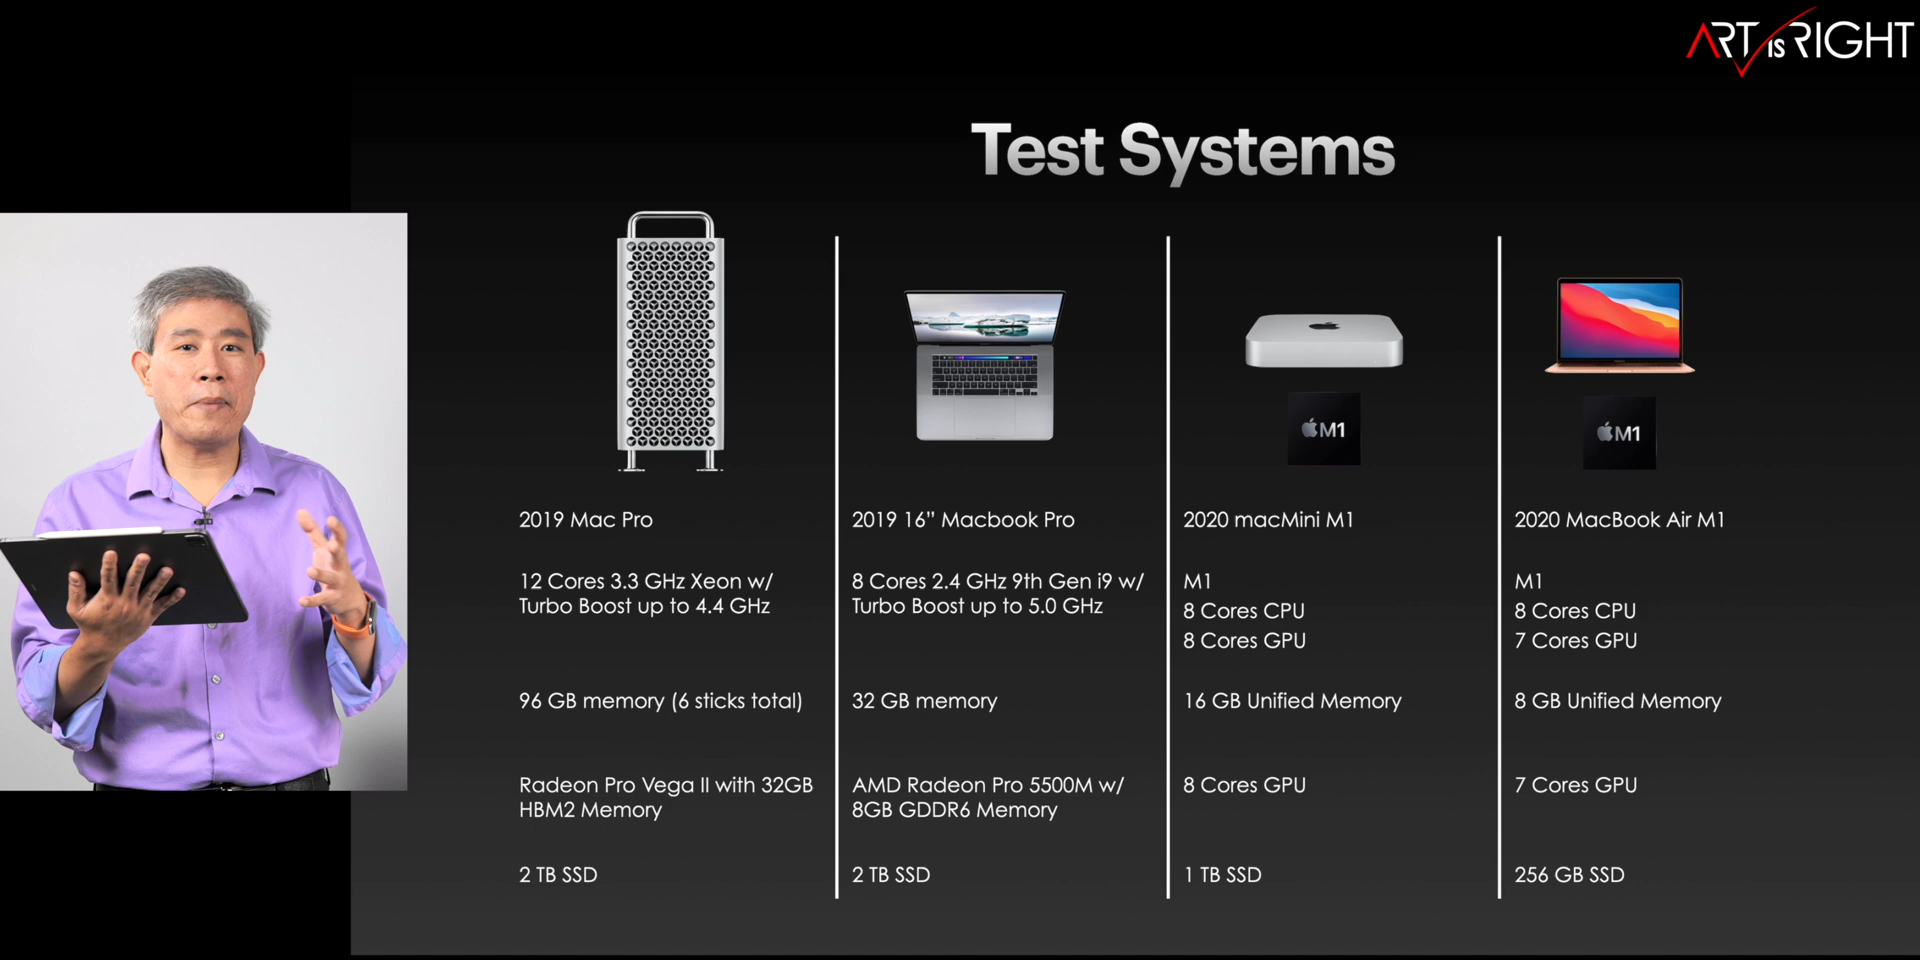 ART IS RIGHT
Test Systems
M1
M1
2019 Mac Pro
12 Cores 3.3 GHz Xeon w/
Turbo Boost up to 4.4 GHz
96 GB memory (6 sticks total)
Radeon Pro Vega II with 32GB
HBM2 Memory
2 TB SSD
2019 16” Macbook Pro
8 Cores 2.4 GHz 9th Gen i9 w/
Turbo Boost up to 5.0 GHz
32 GB memory
AMD Radeon Pro 5500M w/
8GB GDDR6 Memory
2 TB SSD
2020 macMini M1
M1
8 Cores CPU
8 Cores GPU
16 GB Unified Memory
8 Cores GPU
1 TB SSD
2020 MacBook Air M1
M1
8 Cores CPU
7 Cores GPU
8 GB Unified Memory
7 Cores GPU
256 GB SSD